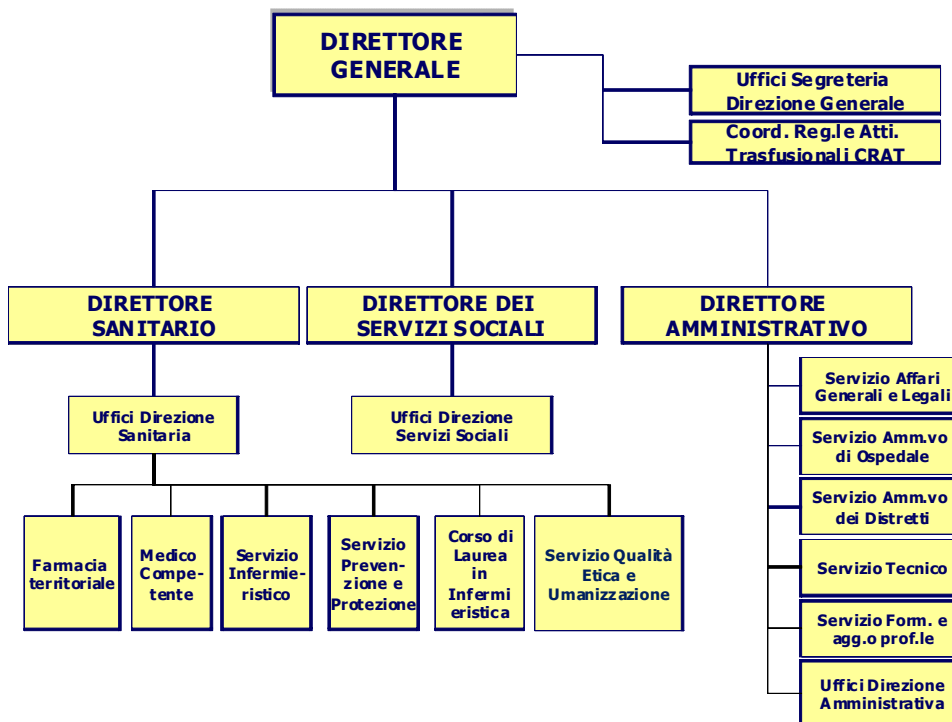 DIRETTORE
GENERALE
Uffici Segreteria
Direzione Generale
Coord. Reg.le Atti.
Trasfusionali CRAT
DIRETTORE
SANITARIO
DIRETTORE DEI
SERVIZI SOCIALI
DIRETTORE
AMMINISTRATIVO
Uffici Direzione
Sanitaria
Uffici Direzione
Servizi Sociali
Farmacia
territoriale
Medico
Compe-
tente
Servizio
Infermie-
ristico
Servizio
Preven-
zione e
Protezione
Corso di
Laurea
in
Infermi
eristica
Servizio Qualità
Etica e
Umanizzazione
Servizio Affari
Generali e Legali
Servizio Amm.vo
di Ospedale
Servizio Amm.vo
dei Distretti
Servizio Tecnico
Servizio Form. e
agg.o prof.le
Uffici Direzione
Amministrativa